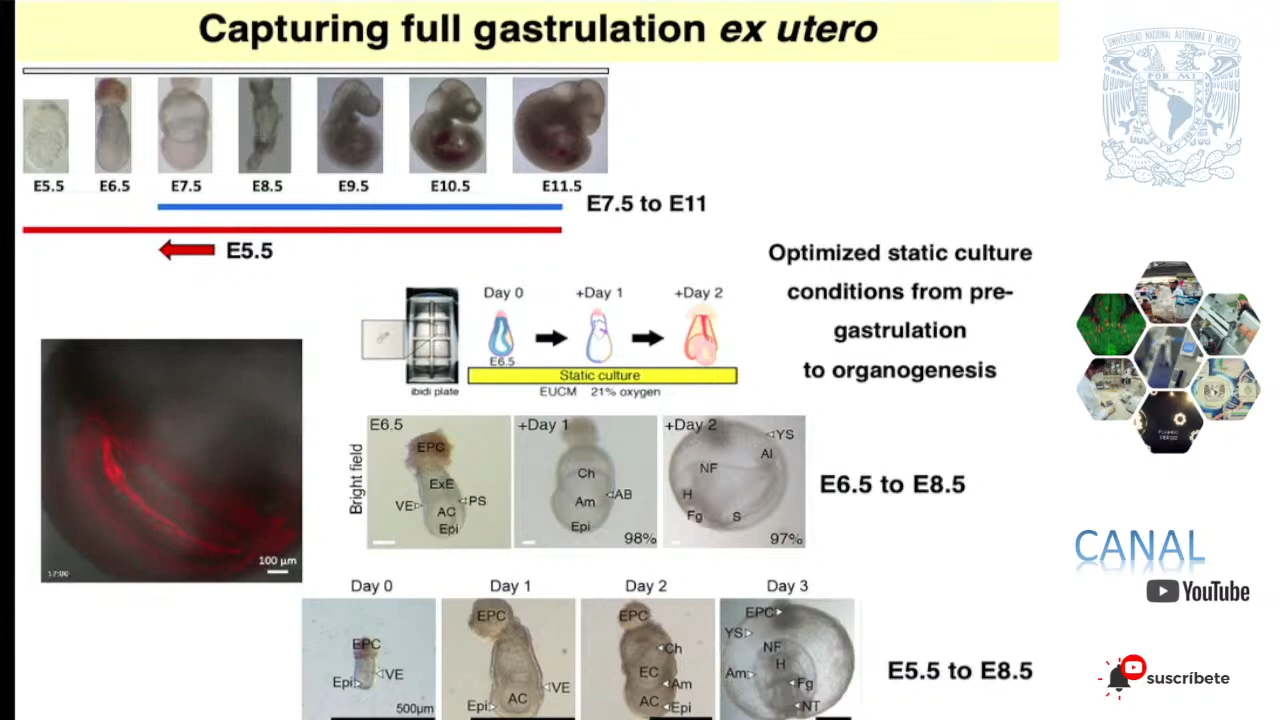 Capturing full gastrulation ex utero
E5.5 E6.5 E7.5 E8.5 E9.5 E10.5 E11.5
E7.5 to E11
E5.5
Optimized static culture
conditions from pre-
gastrulation
to organogenesis
Day 0 +Day 1 +Day 2
E6.5
Static culture
ibidi plate EUCM 21% oxygen
Bright field
E6.5 +Day 1 +Day 2
EPC ExE VE PS AC Epi
Ch Am AB Epi 98%
YS Al NF H Fg S 97%
E6.5 to E8.5
100 µm
Day 0 Day 1 Day 2 Day 3
EPC VE Epi 500µm
EPC VE AC Epi
EPC Ch EC Am AC Epi
EPC YS NF H Am Fg NT
E5.5 to E8.5
UNIVERSIDAD NACIONAL AUTONOMA D MEXICO
POR MI
CANAL
YouTube
suscríbete